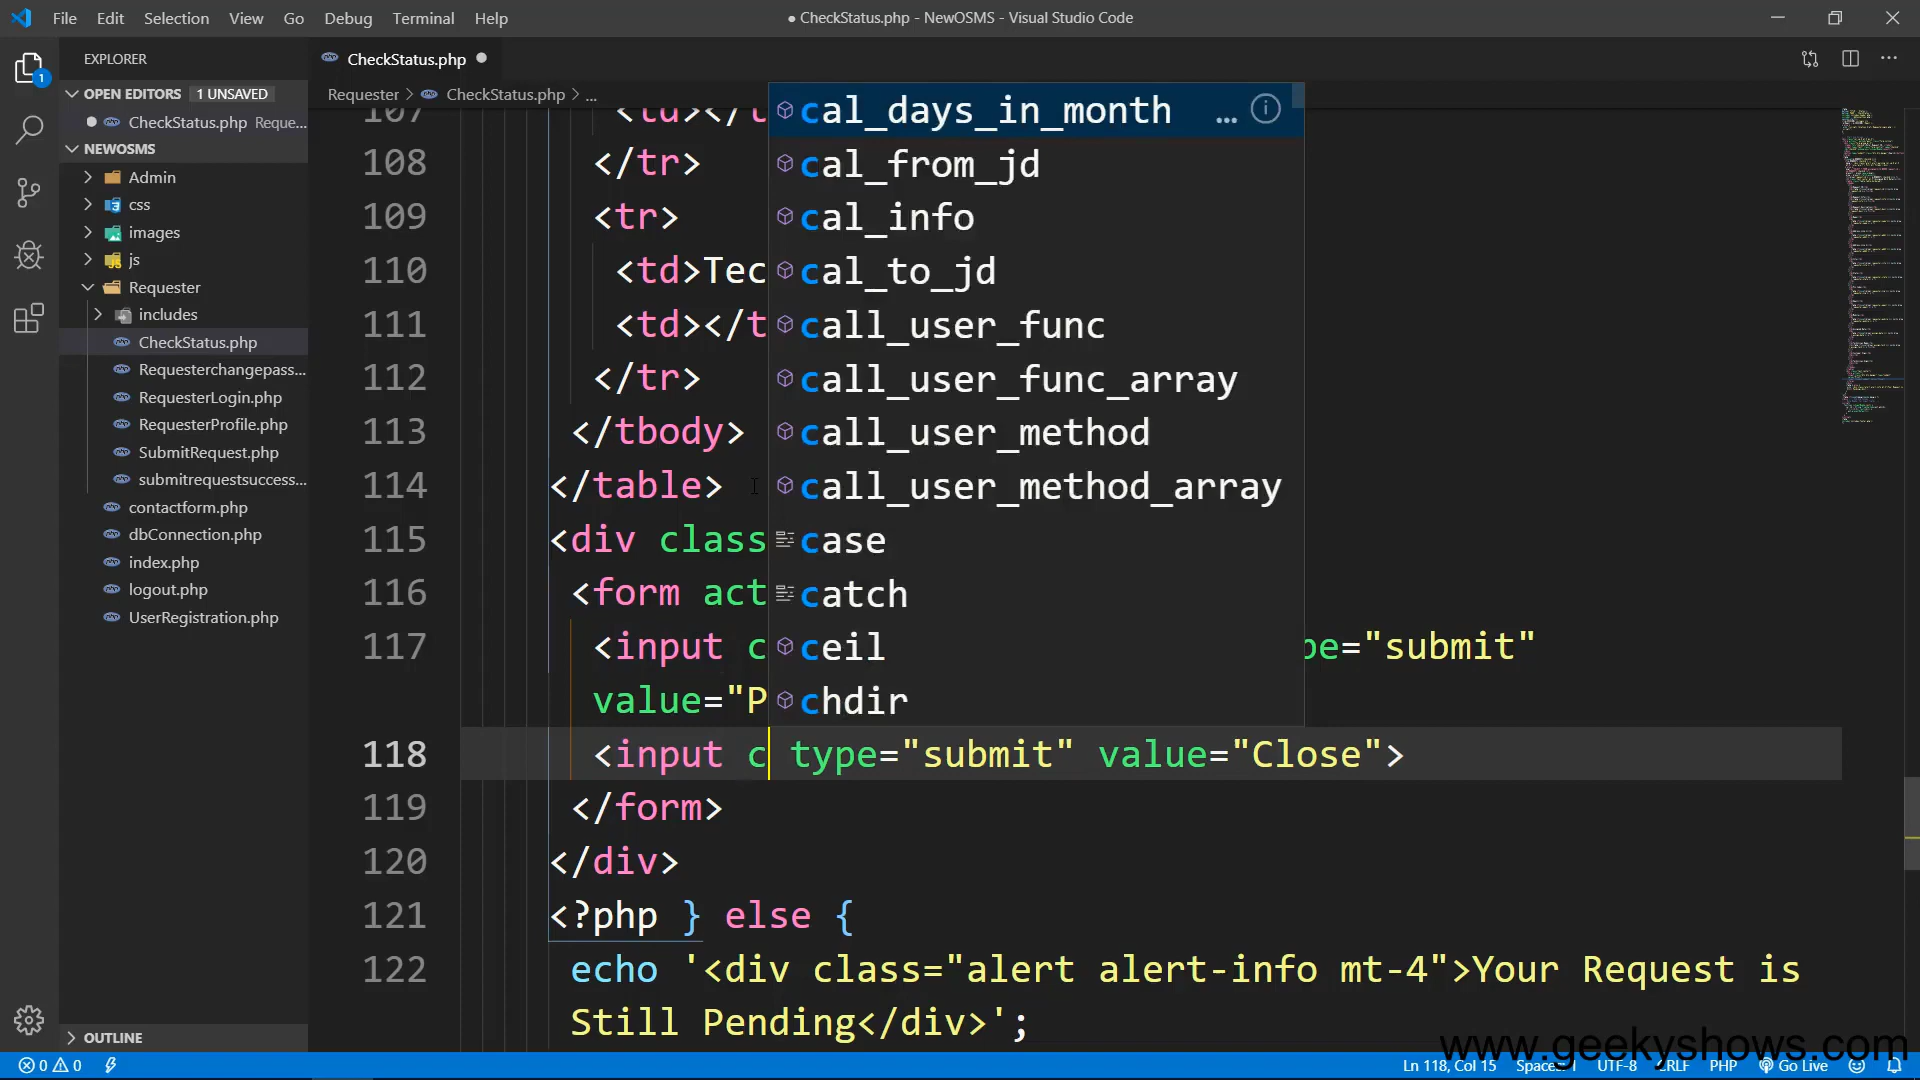 File Edit Selection View Go Debug Terminal Help
● CheckStatus.php - NewOSMS - Visual Studio Code
EXPLORER
OPEN EDITORS 1 UNSAVED
CheckStatus.php Reque...
NEWOSMS
Admin
css
images
js
Requester
includes
CheckStatus.php
Requesterchangepass...
RequesterLogin.php
RequesterProfile.php
SubmitRequest.php
submitrequestsuccess...
contactform.php
dbConnection.php
index.php
logout.php
UserRegistration.php
OUTLINE
CheckStatus.php
Requester > CheckStatus.php > ...
107 <td></t
108 </tr>
109 <tr>
110 <td>Tec
111 <td></t
112 </tr>
113 </tbody>
114 </table>
115 <div class
116 <form act
117 <input c pe="submit"
value="P
118 <input c type="submit" value="Close">
119 </form>
120 </div>
121 <?php } else {
122 echo '<div class="alert alert-info mt-4">Your Request is
Still Pending</div>';
cal_days_in_month ...
cal_from_jd
cal_info
cal_to_jd
call_user_func
call_user_func_array
call_user_method
call_user_method_array
case
catch
ceil
chdir
www.geekyshows.com
1
0 0
Ln 118, Col 15 UTF-8 CRLF PHP Go Live